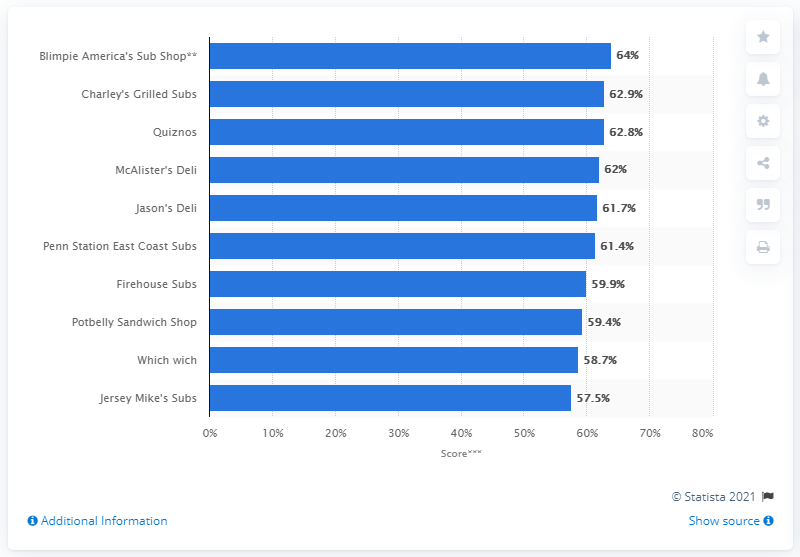 Blimpie America's Sub Shop** 64%
Charley's Grilled Subs 62.9%
Quiznos 62.8%
McAlister's Deli 62%
Jason's Deli 61.7%
Penn Station East Coast Subs 61.4%
Firehouse Subs 59.9%
Potbelly Sandwich Shop 59.4%
Which wich 58.7%
Jersey Mike's Subs 57.5%
0% 10% 20% 30% 40% 50% 60% 70% 80%
Score***
© Statista 2021
Additional Information Show source